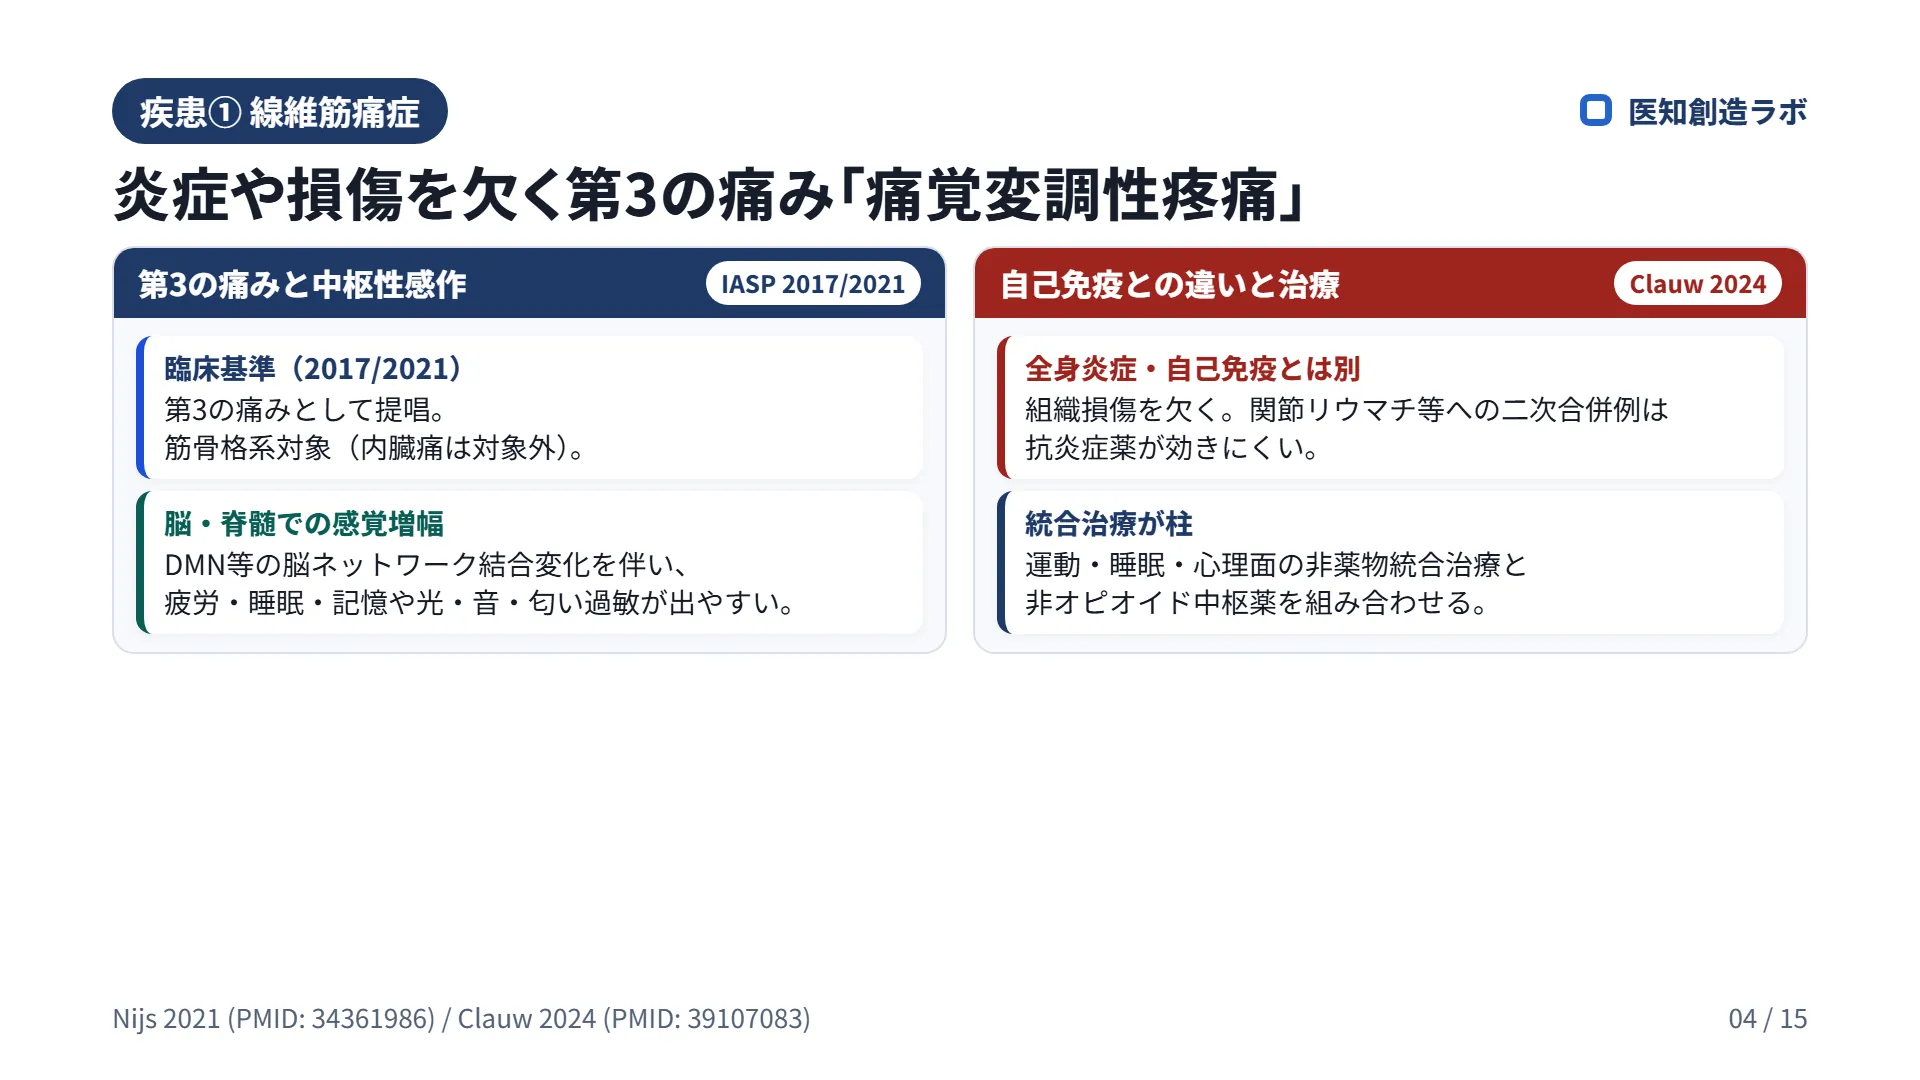 疾患① 線維筋痛症
医知創造ラボ
炎症や損傷を欠く第3の痛み「痛覚変調性疼痛」
第3の痛みと中枢性感作
IASP 2017/2021
臨床基準（2017/2021）
第3の痛みとして提唱。
筋骨格系対象（内臓痛は対象外）。
脳・脊髄での感覚増幅
DMN等の脳ネットワーク結合変化を伴い、
疲労・睡眠・記憶や光・音・匂い過敏が出やすい。
自己免疫との違いと治療
Clauw 2024
全身炎症・自己免疫とは別
組織損傷を欠く。関節リウマチ等への二次合併例は
抗炎症薬が効きにくい。
統合治療が柱
運動・睡眠・心理面の非薬物統合治療と
非オピオイド中枢薬を組み合わせる。
Nijs 2021 (PMID: 34361986) / Clauw 2024 (PMID: 39107083)
04 / 15